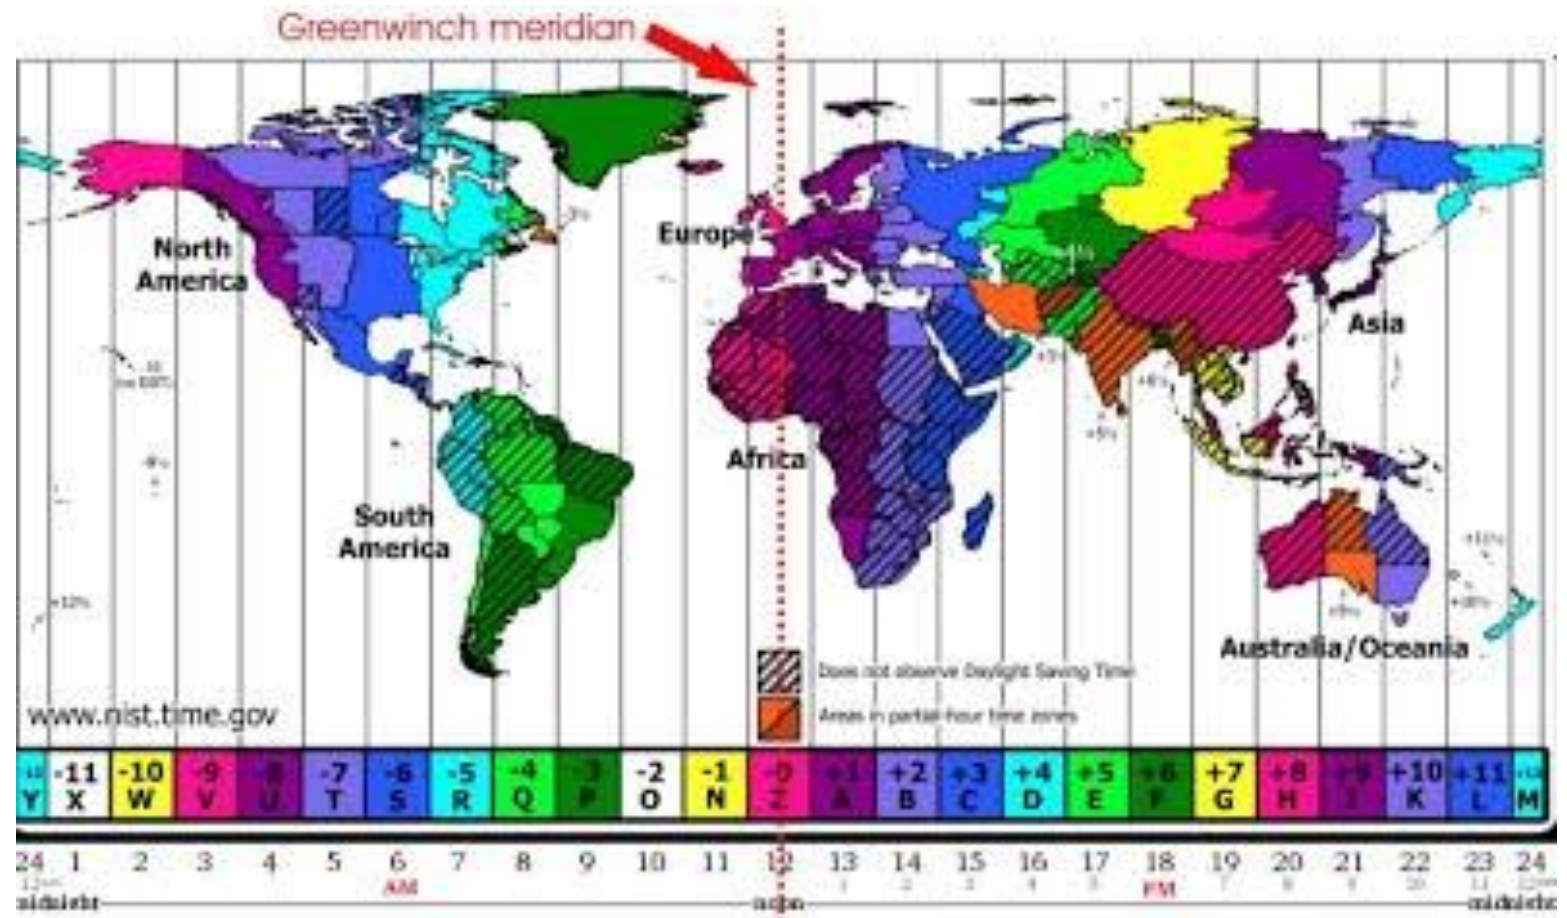 Greenwinch meridian
North
America
Europe
Asia
Africa
South
America
Australia/Oceania
Does not observe Daylight Saving Time
Areas in partial-hour time zones
www.nist.time.gov
-11 -10 -9 -8 -7 -6 -5 -4 -3 -2 -1 -0 +1 +2 +3 +4 +5 +6 +7 +8 +9 +10 +11
Y X W V U T S R Q P O N Z A B C D E F G H I K L M
24 1 2 3 4 5 6 7 8 9 10 11 12 13 14 15 16 17 18 19 20 21 22 23 24
AM PM
midnight noon midnight